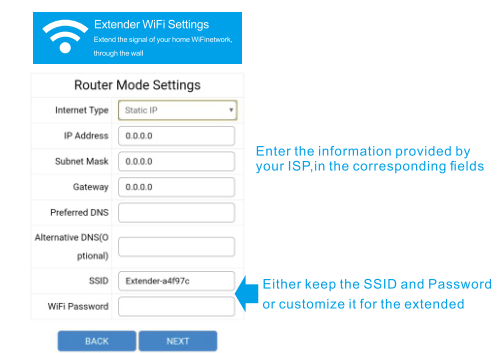 Extender WiFi Settings
Extend the signal of your home WiFinetwork,
through the wall
Router Mode Settings
Internet Type
Static IP
IP Address
0.0.0.0
Subnet Mask
0.0.0.0
Gateway
0.0.0.0
Preferred DNS
Alternative DNS(O
ptional)
SSID
Extender-a4f97c
WiFi Password
BACK
NEXT
Enter the information provided by
your ISP,in the corresponding fields
Either keep the SSID and Password
or customize it for the extended